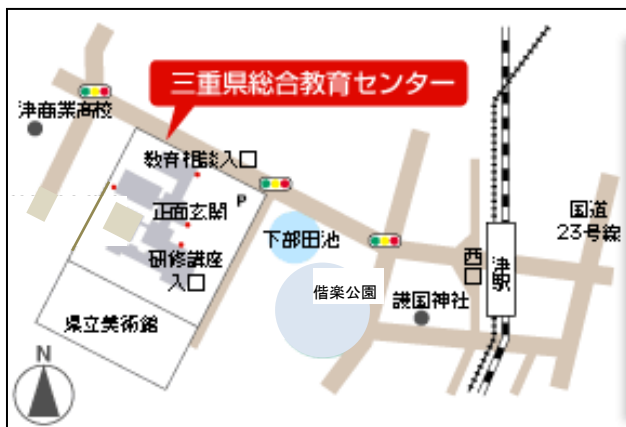 三重県総合教育センター
津商業高校
教育相談入口
P
正面玄関
研修講座
入口
県立美術館
下部田池
偕楽公園
護国神社
西口
津駅
国道
23号線
N